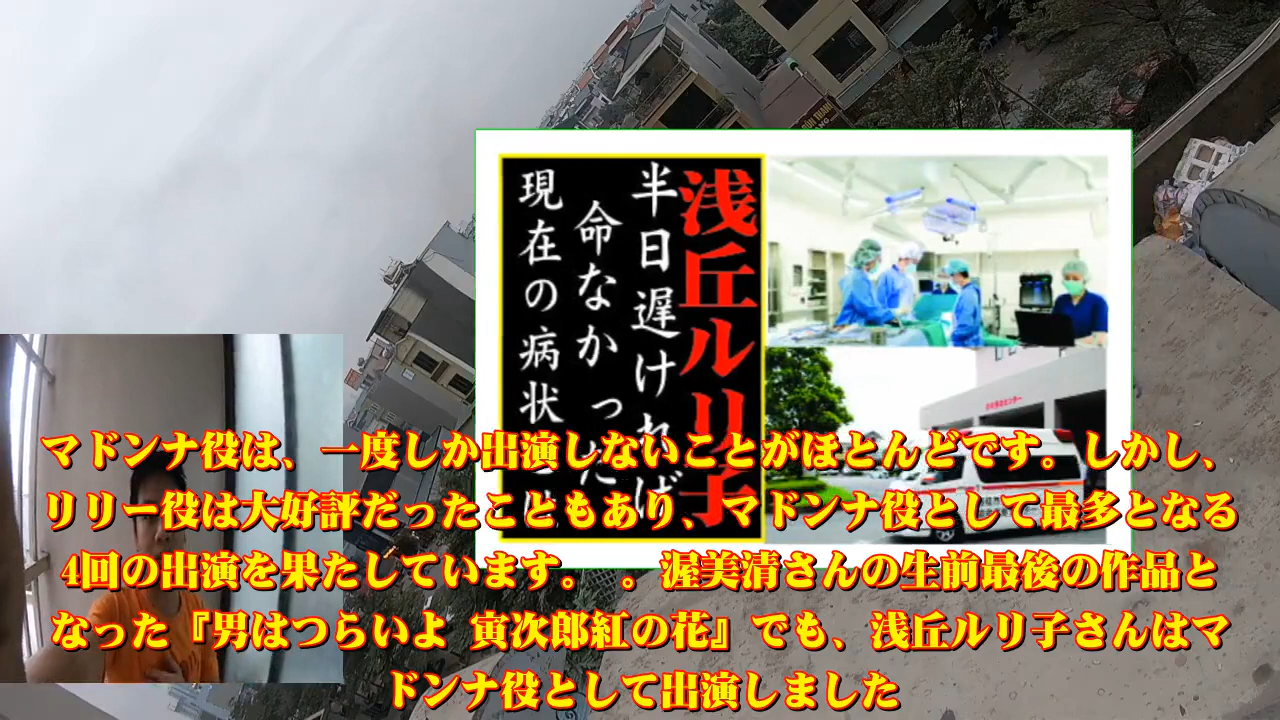 浅丘ルリ子
半日遅ければ
命なかった
現在の病状
マドンナ役は、一度しか出演しないことがほとんどです。しかし、
リリー役は大好評だったこともあり、マドンナ役として最多となる
4回の出演を果たしています。 。渥美清さんの生前最後の作品と
なった『男はつらいよ 寅次郎紅の花』でも、浅丘ルリ子さんはマ
ドンナ役として出演しました